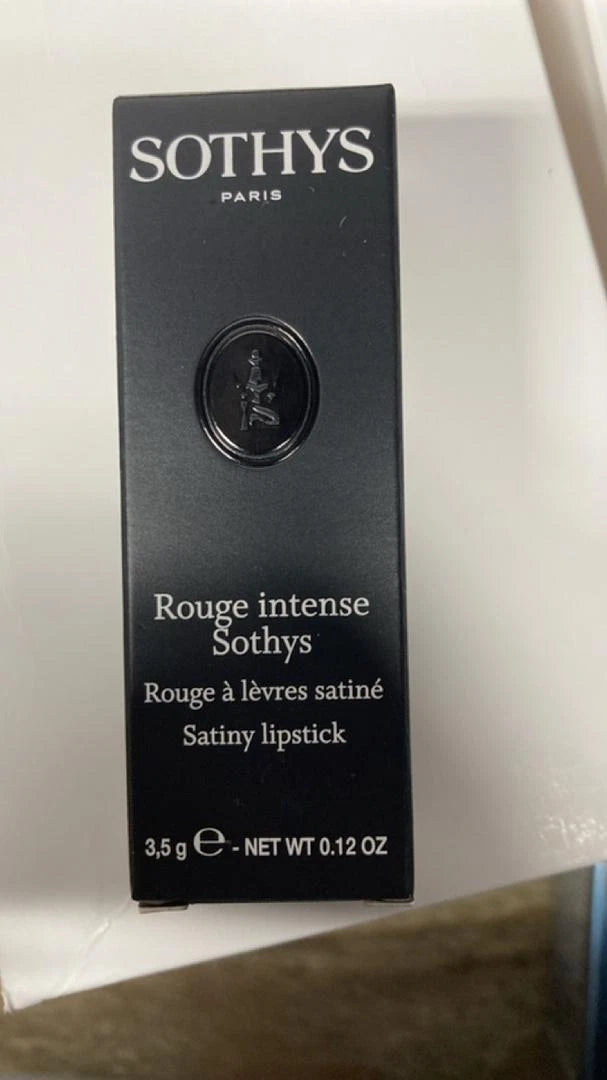 SOTHYS
PARIS
Rouge intense
Sothys
Rouge à lèvres satiné
Satiny lipstick
3,5 g ℮ - NET WT 0.12 OZ